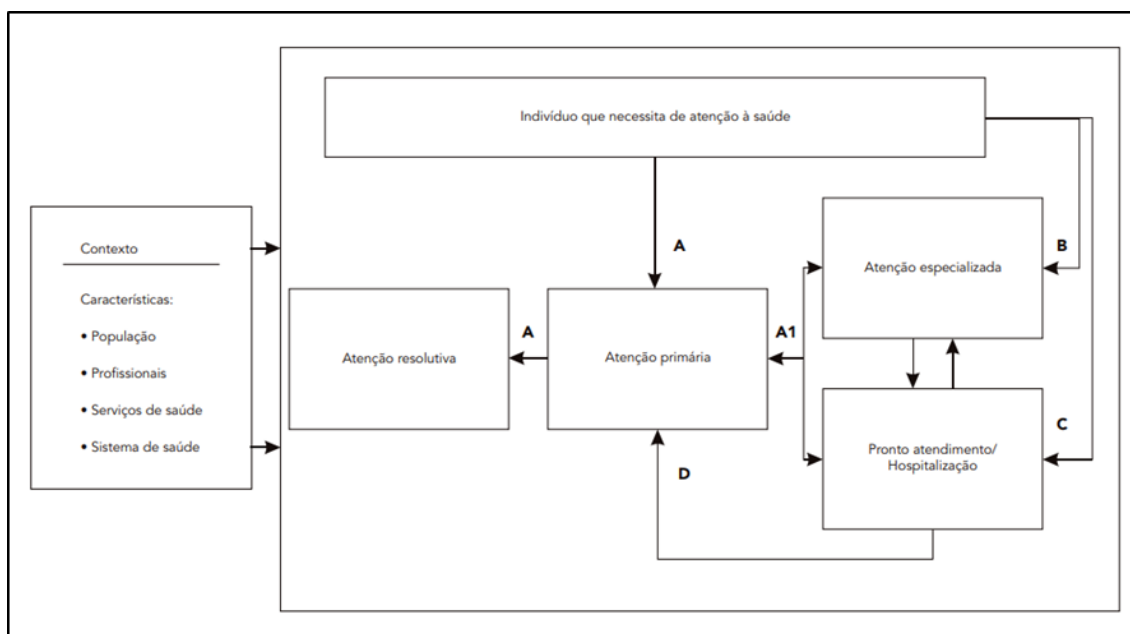 Indivíduo que necessita de atenção à saúde
Contexto
Características:
• População
• Profissionais
• Serviços de saúde
• Sistema de saúde
A
B
Atenção especializada
Atenção resolutiva
A
Atenção primária
A1
Pronto atendimento/
Hospitalização
C
D